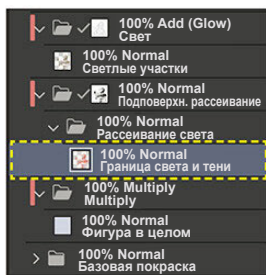 100% Add (Glow)
Свет
100% Normal
Светлые участки
100% Normal
Подповерхн. рассеивание
100% Normal
Рассеивание света
100% Normal
Граница света и тени
100% Multiply
Multiply
100% Normal
Фигура в целом
100% Normal
Базовая покраска